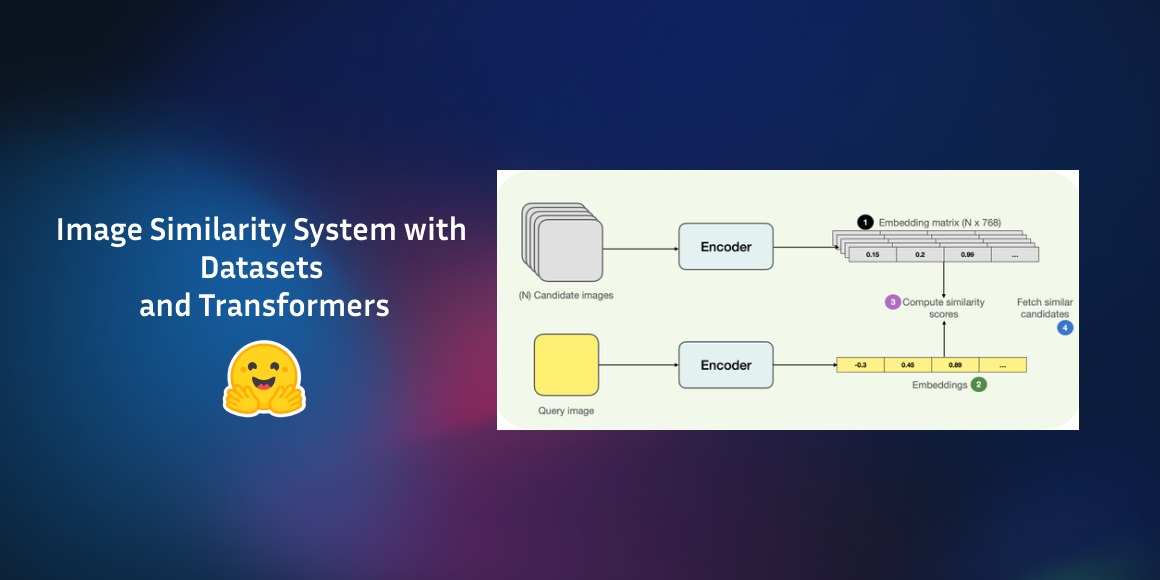 Image Similarity System with
Datasets
and Transformers
(N) Candidate images
Encoder
1 Embedding matrix (N x 768)
0.15 0.2 0.99 ...
3 Compute similarity
scores
Fetch similar
candidates
4
Query image
Encoder
-0.3 0.45 0.89 ...
Embeddings 2